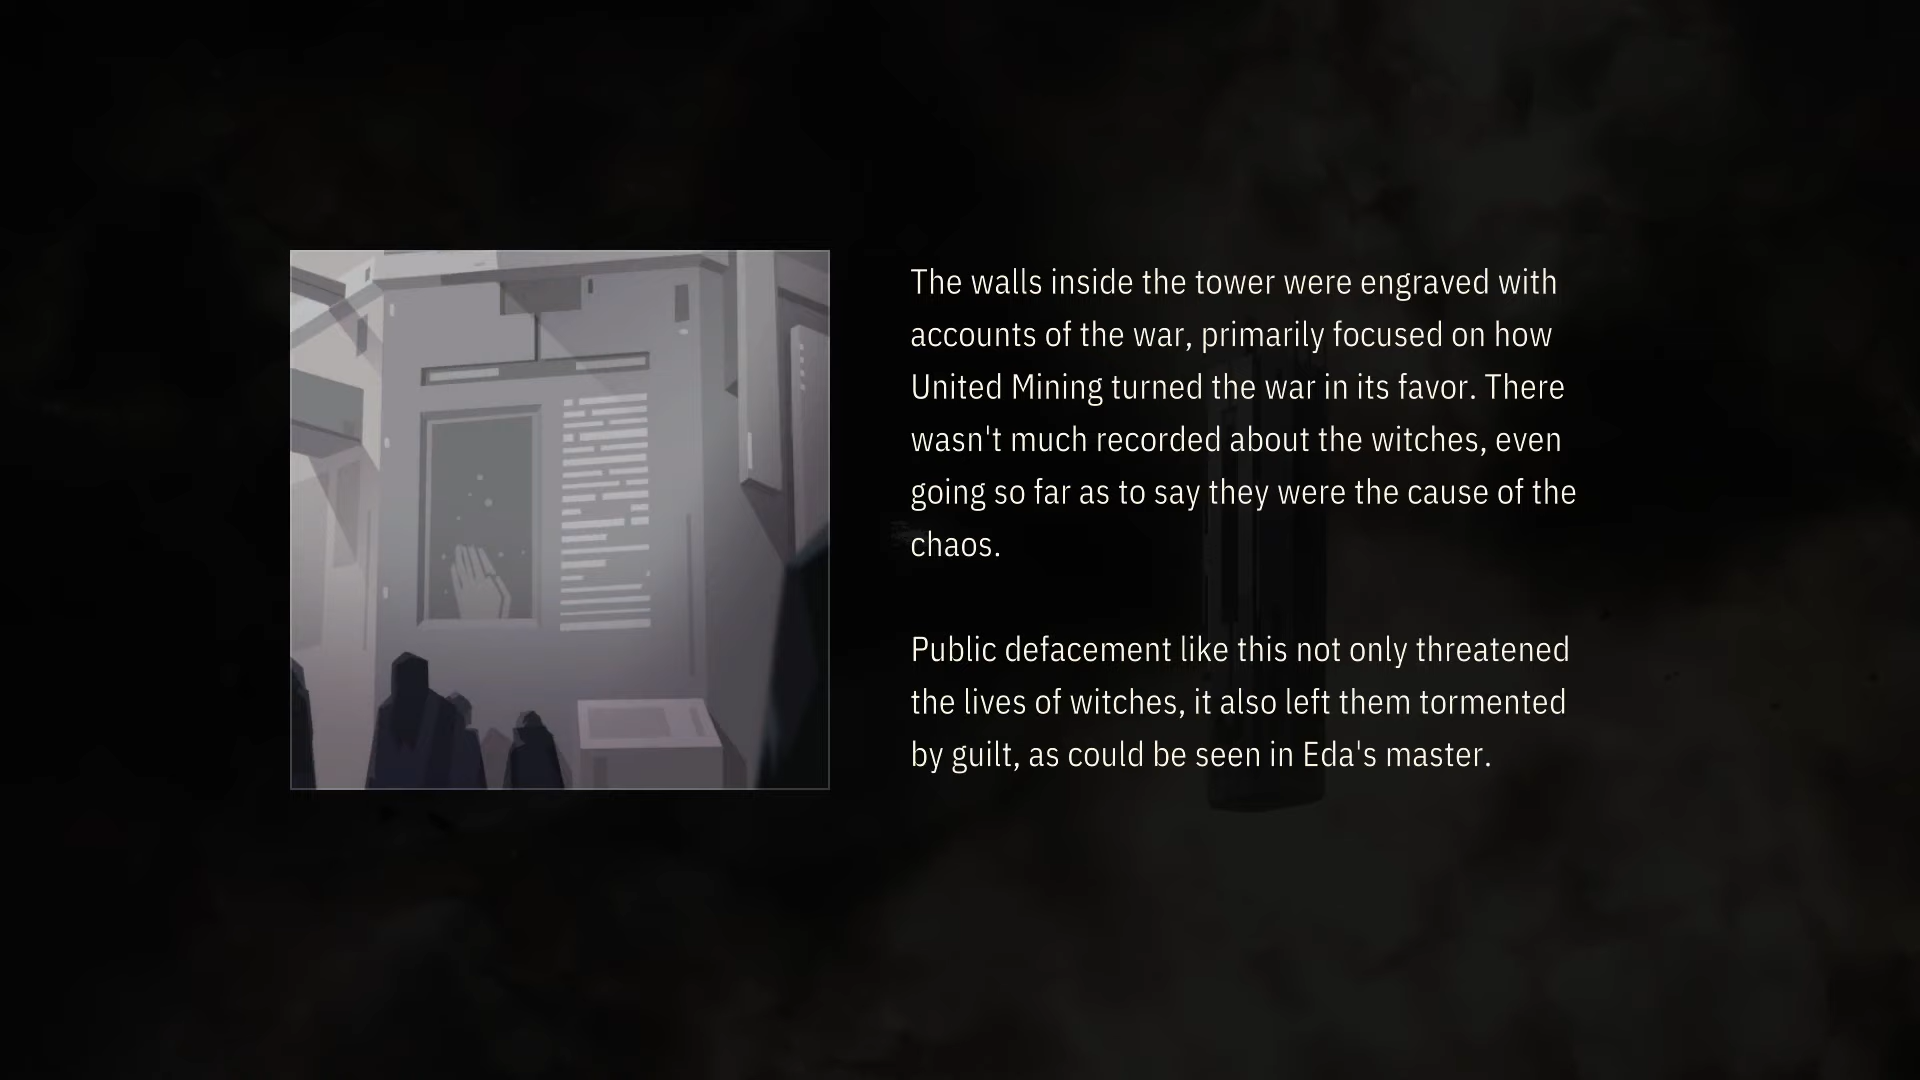 The walls inside the tower were engraved with
accounts of the war, primarily focused on how
United Mining turned the war in its favor. There
wasn't much recorded about the witches, even
going so far as to say they were the cause of the
chaos.
Public defacement like this not only threatened
the lives of witches, it also left them tormented
by guilt, as could be seen in Eda's master.